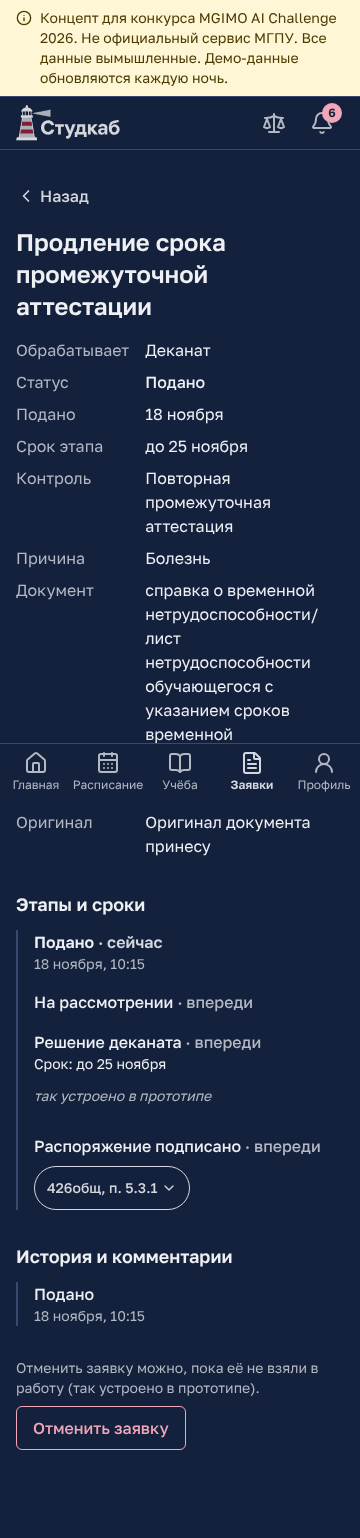 Концепт для конкурса MGIMO AI Challenge
2026. Не официальный сервис МГПУ. Все
данные вымышленные. Демо-данные
обновляются каждую ночь.
Студкаб
6
Назад
Продление срока
промежуточной
аттестации
Обрабатывает Деканат
Статус Подано
Подано 18 ноября
Срок этапа до 25 ноября
Контроль Повторная
промежуточная
аттестация
Причина Болезнь
Документ справка о временной
нетрудоспособности/
лист
нетрудоспособности
обучающегося с
указанием сроков
временной
Главная Расписание Учёба Заявки Профиль
Оригинал Оригинал документа
принесу
Этапы и сроки
Подано · сейчас
18 ноября, 10:15
На рассмотрении · впереди
Решение деканата · впереди
Срок: до 25 ноября
так устроено в прототипе
Распоряжение подписано · впереди
426общ, п. 5.3.1
История и комментарии
Подано
18 ноября, 10:15
Отменить заявку можно, пока её не взяли в
работу (так устроено в прототипе).
Отменить заявку